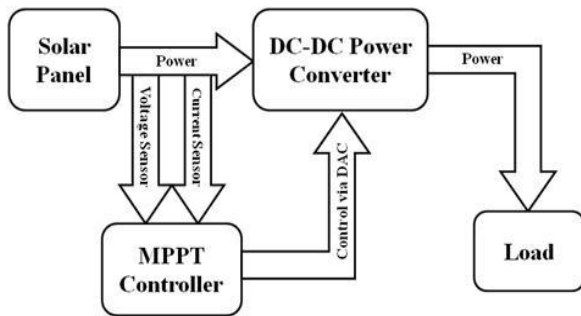 Solar
Panel
Power
DC-DC Power
Converter
Power
Voltage Sensor
Current Sensor
Control via DAC
MPPT
Controller
Load